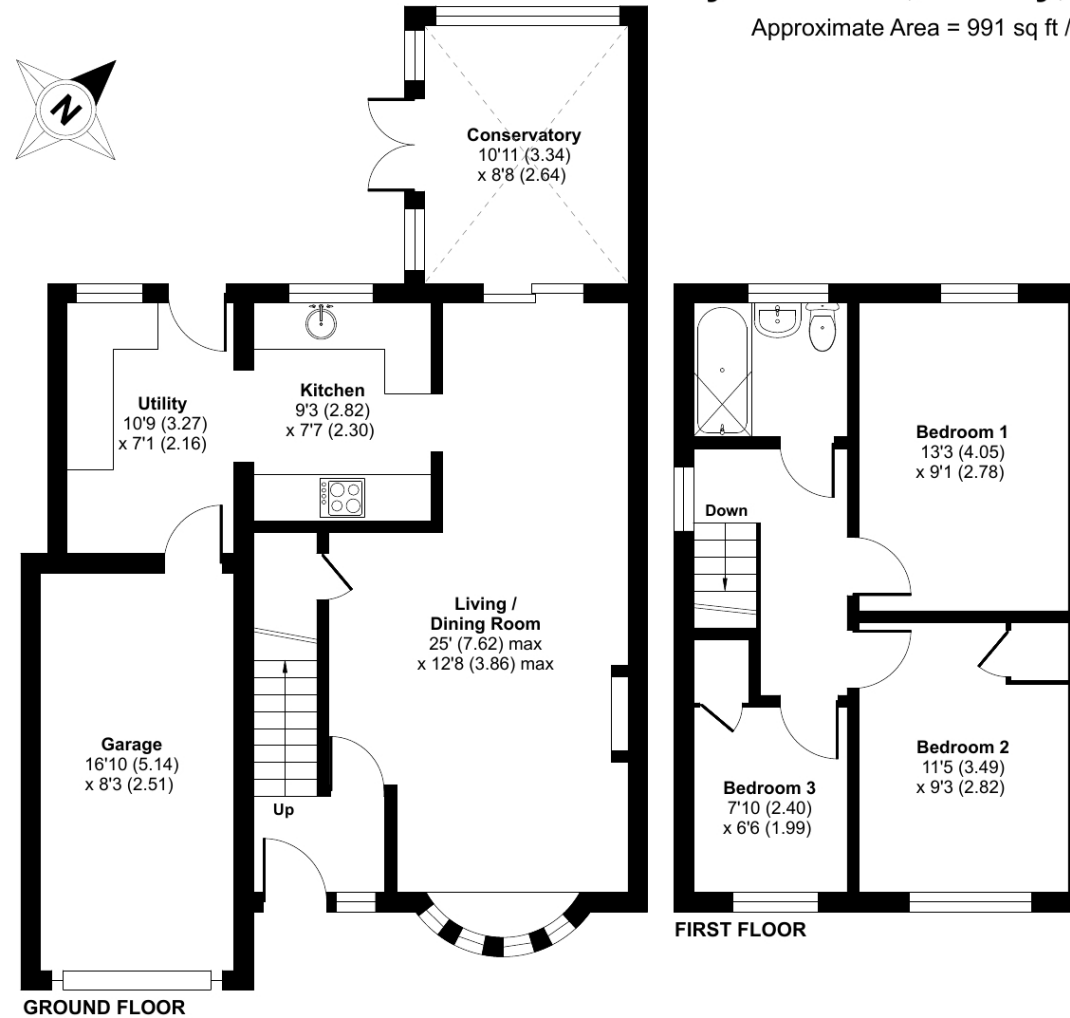 Approximate Area = 991 sq ft /
N
Conservatory
10'11 (3.34)
x 8'8 (2.64)
Utility
10'9 (3.27)
x 7'1 (2.16)
Kitchen
9'3 (2.82)
x 7'7 (2.30)
Living /
Dining Room
25' (7.62) max
x 12'8 (3.86) max
Garage
16'10 (5.14)
x 8'3 (2.51)
Up
GROUND FLOOR
Bedroom 1
13'3 (4.05)
x 9'1 (2.78)
Down
Bedroom 2
11'5 (3.49)
x 9'3 (2.82)
Bedroom 3
7'10 (2.40)
x 6'6 (1.99)
FIRST FLOOR